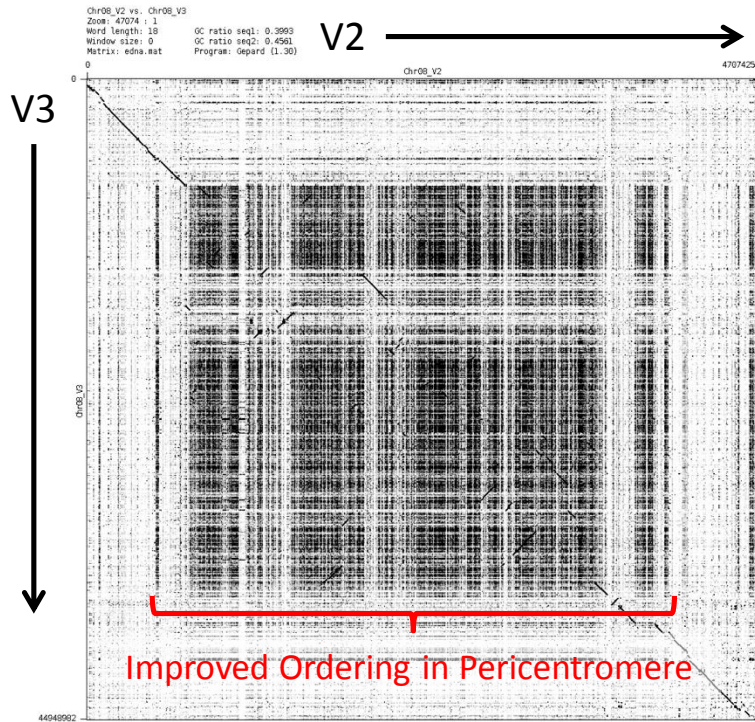 Chr08_V2 vs. Chr08_V3
Zoom: 47074 : 1
Word length: 18 GC ratio seq1: 0.3993
Window size: 0 GC ratio seq2: 0.4561
Matrix: edna.mat Program: Gepard (1.30)
V2
0 4707425
Chr08_V2
0
V3
Chr08_V3
Improved Ordering in Pericentromere
44948982